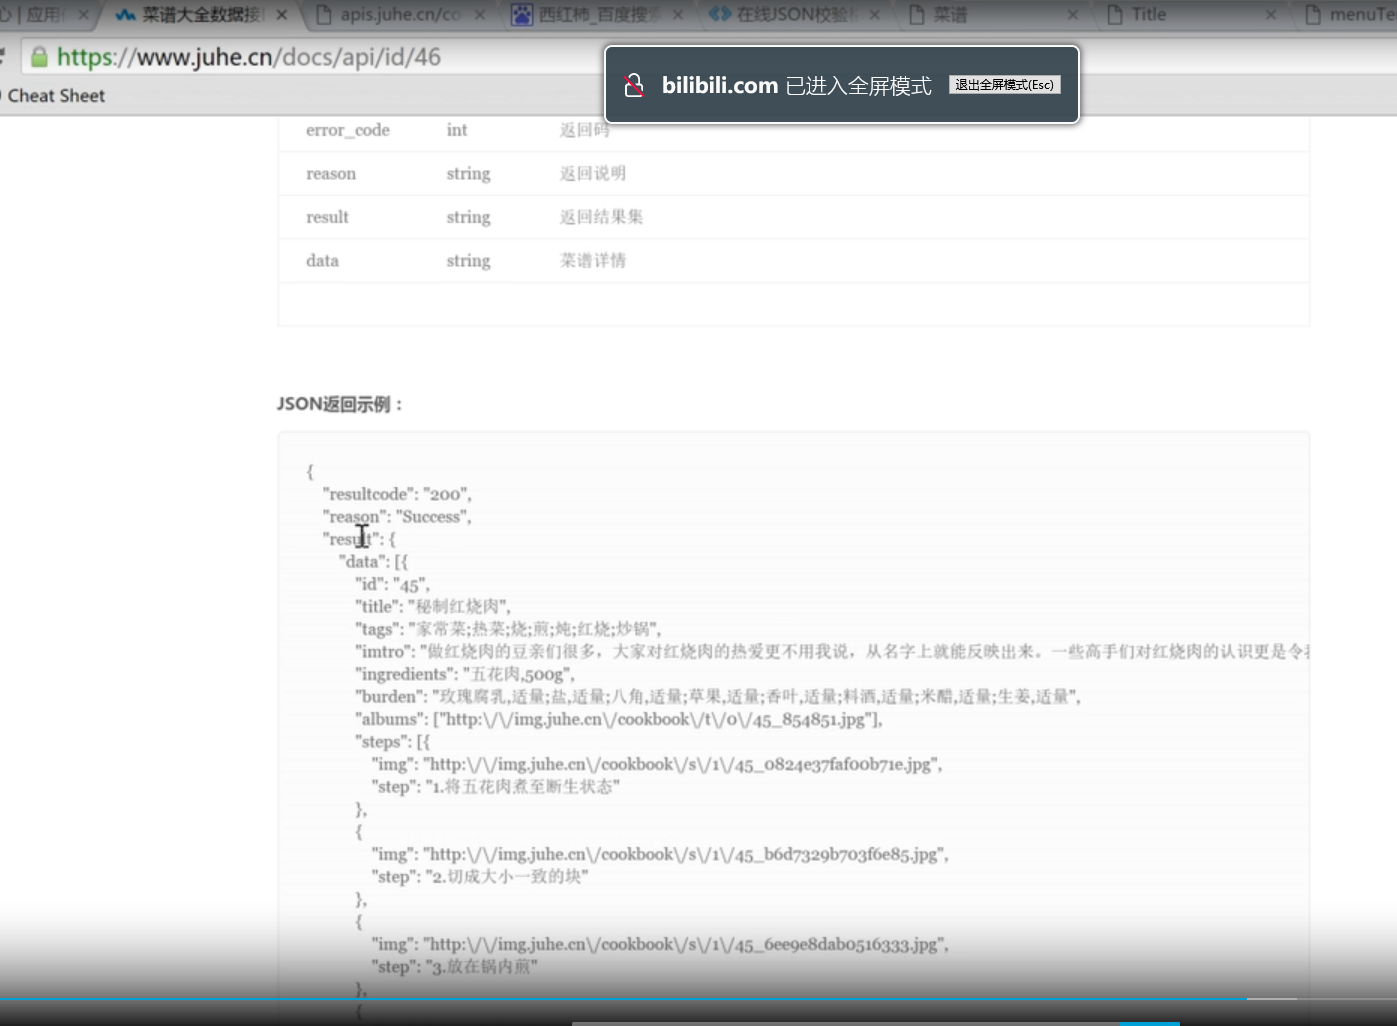 应用 菜谱大全数据接 apis.juhe.cn/co 西红柿_百度搜索 在线JSON校验 菜谱 Title menuTe
https://www.juhe.cn/docs/api/id/46
bilibili.com 已进入全屏模式 退出全屏模式(Esc)
Cheat Sheet
error_code int 返回码
reason string 返回说明
result string 返回结果集
data string 菜谱详情
JSON返回示例：
{
"resultcode": "200",
"reason": "Success",
"result": {
"data": [{
"id": "45",
"title": "秘制红烧肉",
"tags": "家常菜;热菜;烧;煎;炖;红烧;炒锅",
"imtro": "做红烧肉的豆亲们很多，大家对红烧肉的热爱更不用我说，从名字上就能反映出来。一些高手们对红烧肉的认识更是令
"ingredients": "五花肉,500g",
"burden": "玫瑰腐乳,适量;盐,适量;八角,适量;草果,适量;香叶,适量;料酒,适量;米醋,适量;生姜,适量",
"albums": ["http:\/\/img.juhe.cn\/cookbook\/t\/0\/45_854851.jpg"],
"steps": [{
"img": "http:\/\/img.juhe.cn\/cookbook\/s\/1\/45_0824e37faf00b71e.jpg",
"step": "1.将五花肉煮至断生状态"
},
{
"img": "http:\/\/img.juhe.cn\/cookbook\/s\/1\/45_b6d7329b703f6e85.jpg",
"step": "2.切成大小一致的块"
},
{
"img": "http:\/\/img.juhe.cn\/cookbook\/s\/1\/45_6ee9e8dab0516333.jpg",
"step": "3.放在锅内煎"
},
{